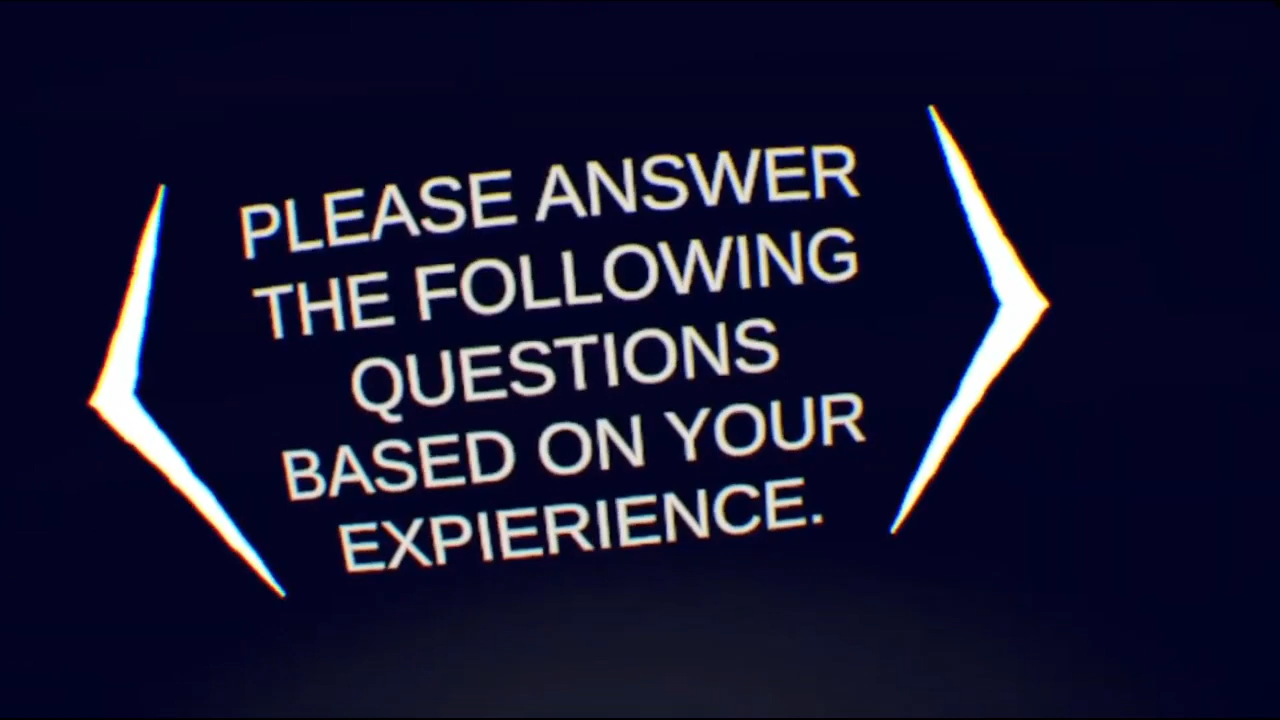 PLEASE ANSWER
THE FOLLOWING
QUESTIONS
BASED ON YOUR
EXPIERIENCE.